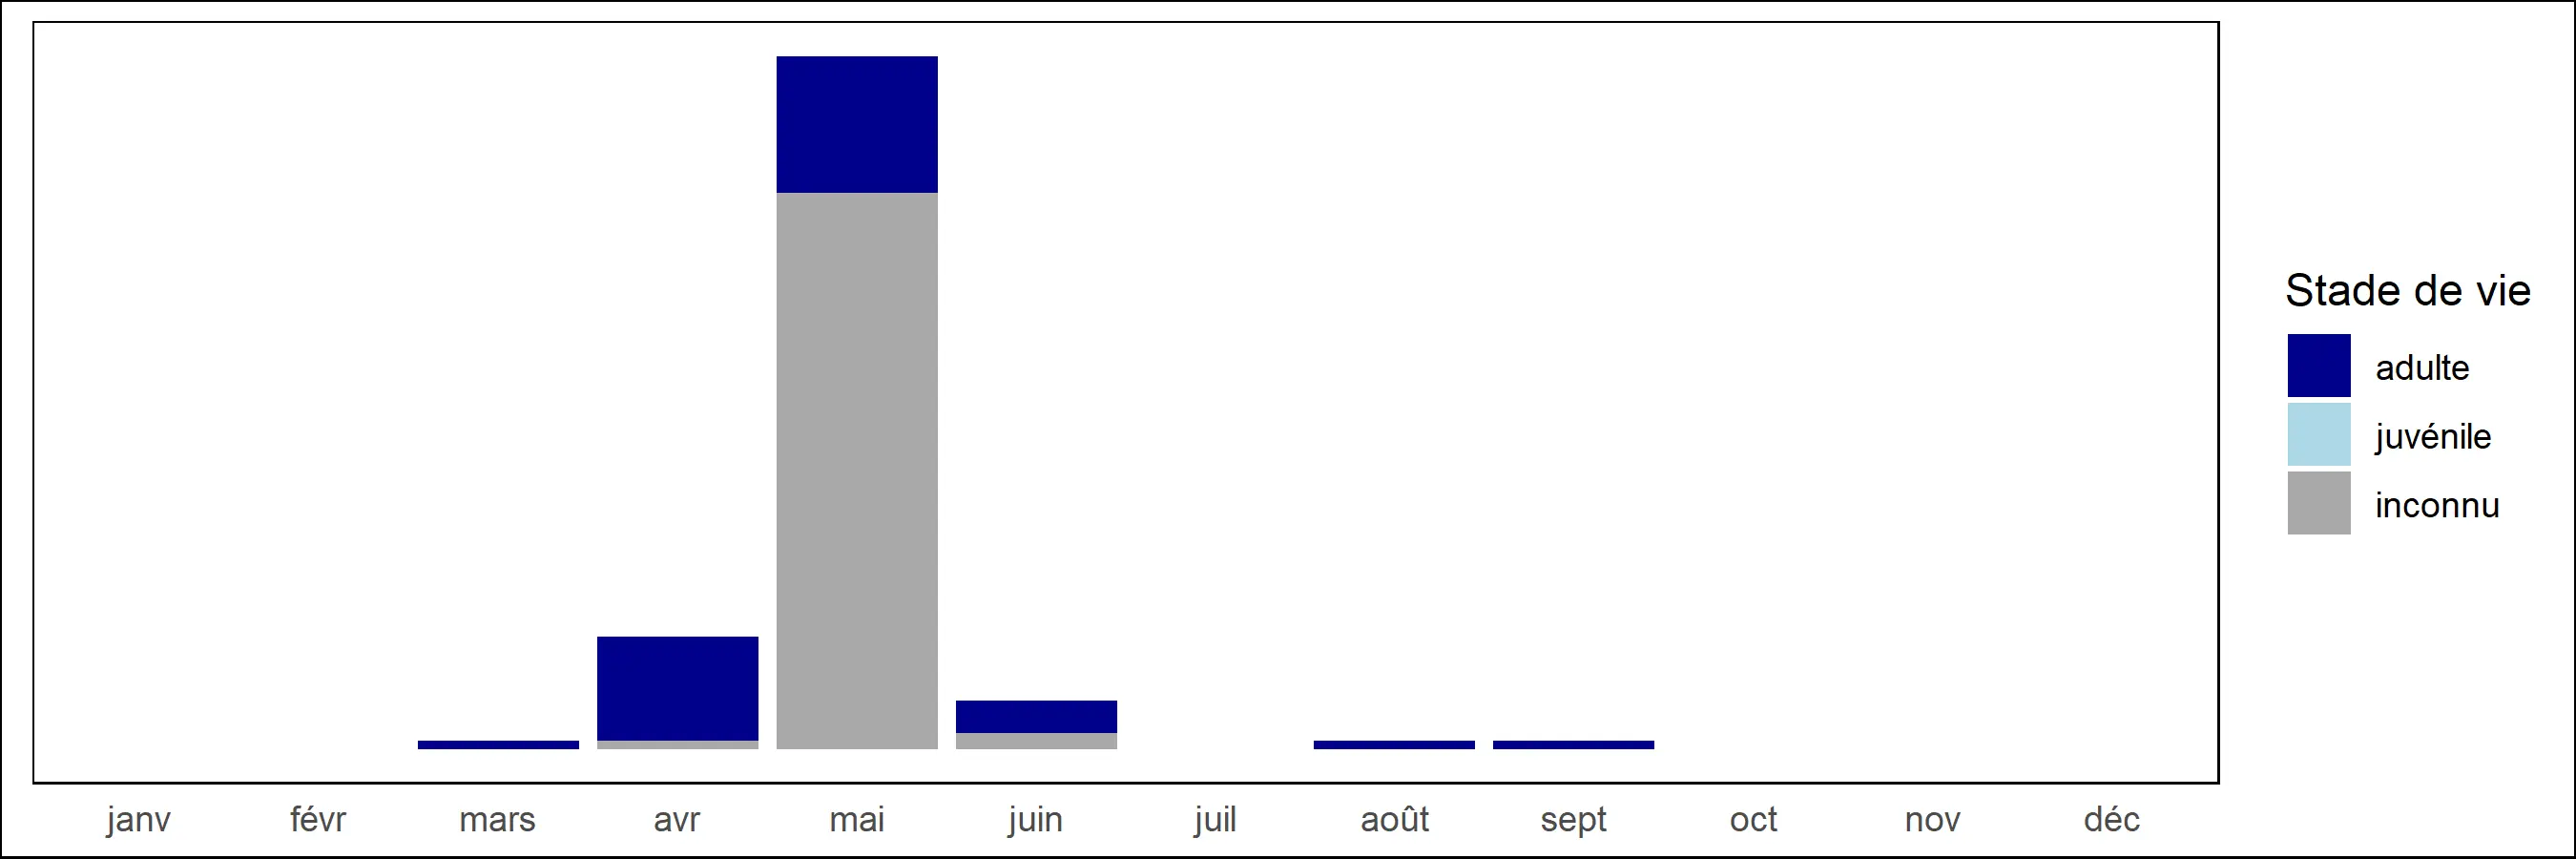 Stade de vie
adulte
juvénile
inconnu
janv févr mars avr mai juin juil août sept oct nov déc